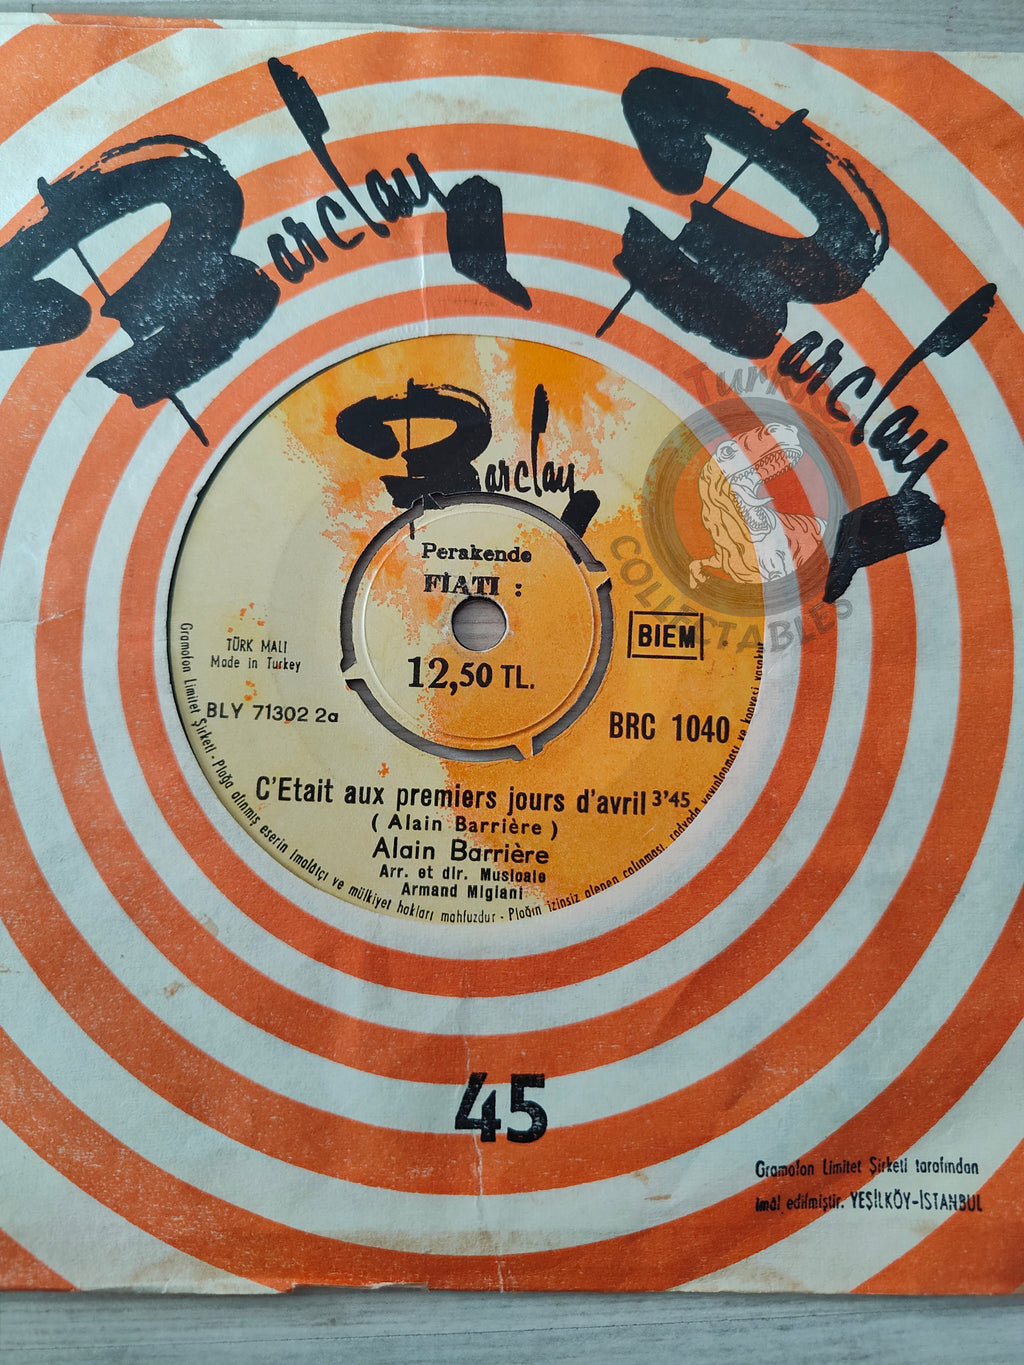 Barclay
Barclay
Barclay
Perakende
FİATI :
12,50 TL.
TÜRK MALI
Made in Turkey
BIEM
BLY 71302 2a
BRC 1040
C'Etait aux premiers jours d'avril 3'45
( Alain Barrière )
Alain Barrière
Arr. et dir. Musicale
Armand Migiani
Gramofon Limitet Şirketi - Plağa alınmış eserin imalâtçı ve mülkiyet hakları mahfuzdur - Plağın izinsiz alenen çalınması, radyoda yayınlanması ve kopyesi yasaktır
45
Gramofon Limitet Şirketi tarafından
imâl edilmiştir. YEŞİLKÖY-İSTANBUL
COLLECTABLES